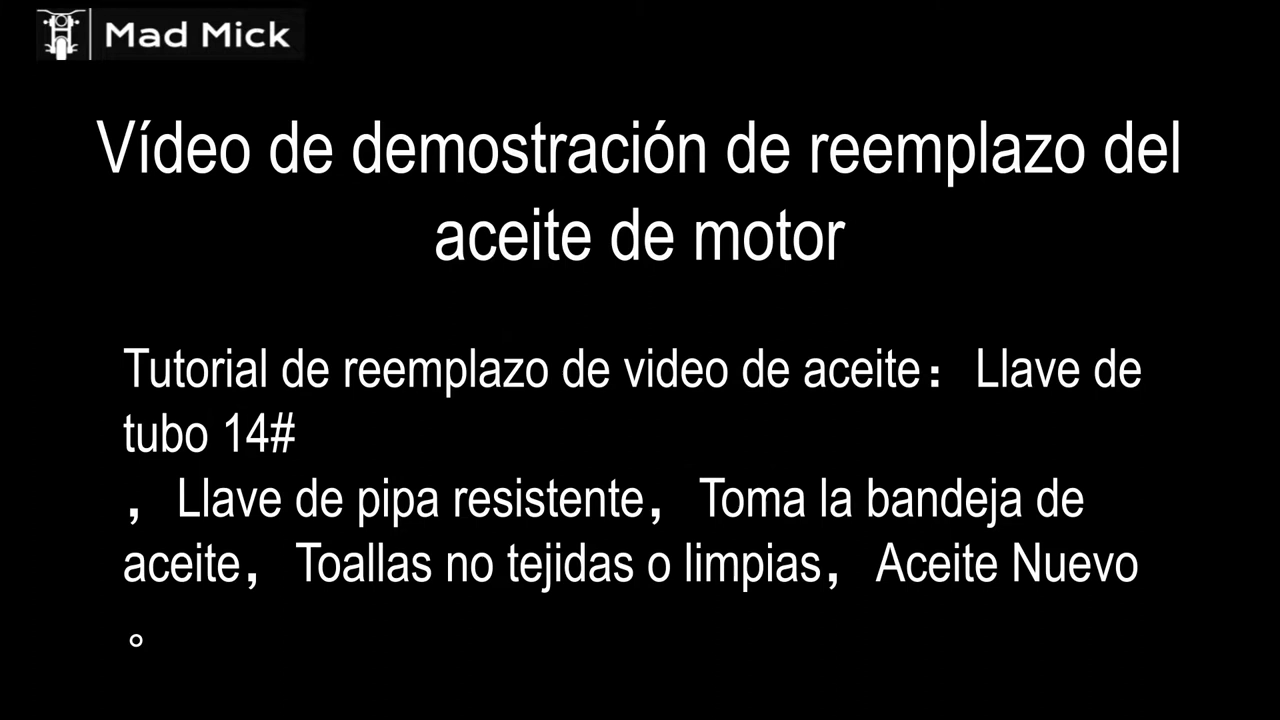 Mad Mick
Vídeo de demostración de reemplazo del
aceite de motor
Tutorial de reemplazo de video de aceite：Llave de
tubo 14#
，Llave de pipa resistente，Toma la bandeja de
aceite，Toallas no tejidas o limpias，Aceite Nuevo
。